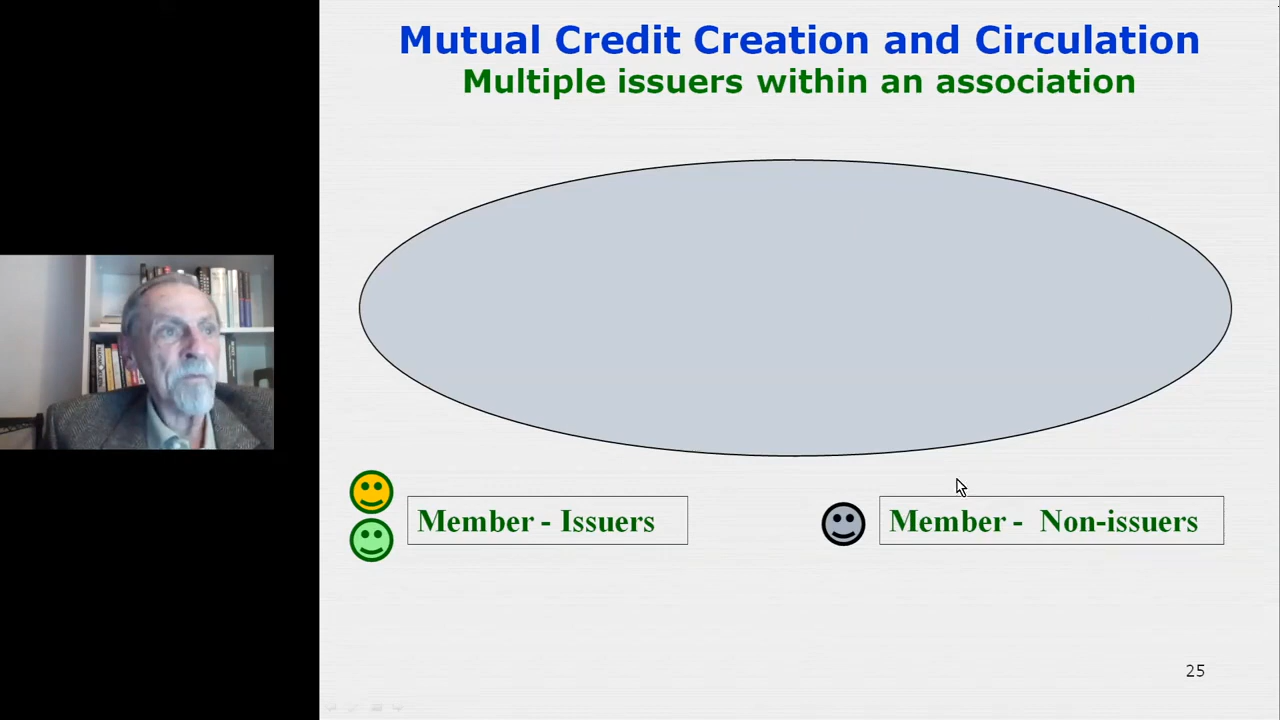 Mutual Credit Creation and Circulation
Multiple issuers within an association
Member - Issuers
Member - Non-issuers
25